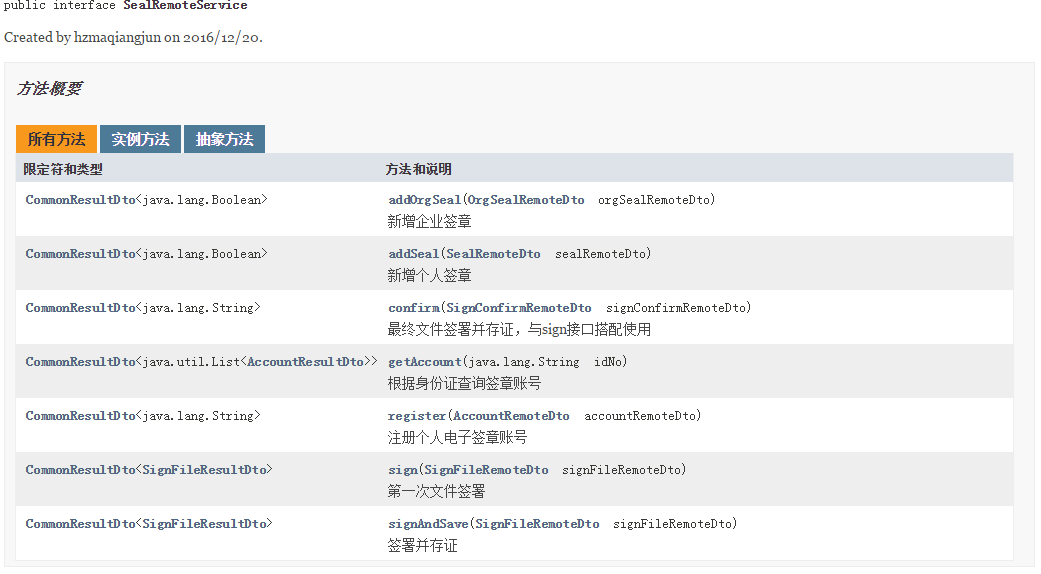 public interface SealRemoteService
Created by hzmaqiangjun on 2016/12/20.
方法概要
所有方法 实例方法 抽象方法
限定符和类型 方法和说明
CommonResultDto<java.lang.Boolean> addOrgSeal(OrgSealRemoteDto orgSealRemoteDto)
新增企业签章
CommonResultDto<java.lang.Boolean> addSeal(SealRemoteDto sealRemoteDto)
新增个人签章
CommonResultDto<java.lang.String> confirm(SignConfirmRemoteDto signConfirmRemoteDto)
最终文件签署并存证，与sign接口搭配使用
CommonResultDto<java.util.List<AccountResultDto>> getAccount(java.lang.String idNo)
根据身份证查询签章账号
CommonResultDto<java.lang.String> register(AccountRemoteDto accountRemoteDto)
注册个人电子签章账号
CommonResultDto<SignFileResultDto> sign(SignFileRemoteDto signFileRemoteDto)
第一次文件签署
CommonResultDto<SignFileResultDto> signAndSave(SignFileRemoteDto signFileRemoteDto)
签署并存证